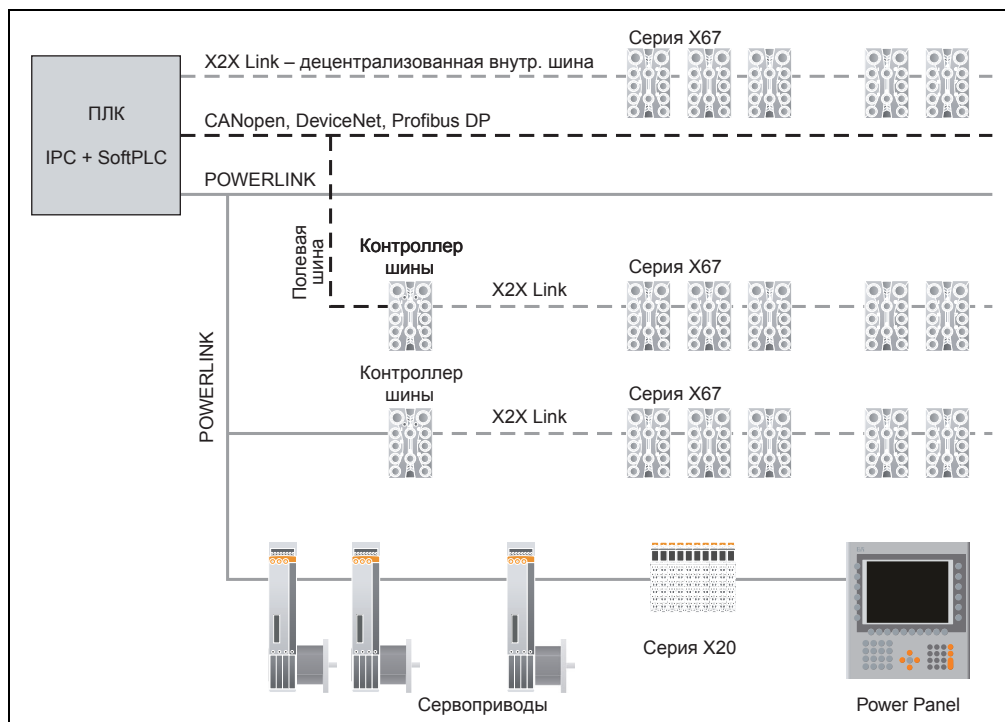 Серия X67
X2X Link – децентрализованная внутр. шина
ПЛК
IPC + SoftPLC
CANopen, DeviceNet, Profibus DP
POWERLINK
Полевая
шина
Контроллер
шины
X2X Link
Серия X67
POWERLINK
Контроллер
шины
X2X Link
Серия X67
Серия X20
Сервоприводы
Power Panel